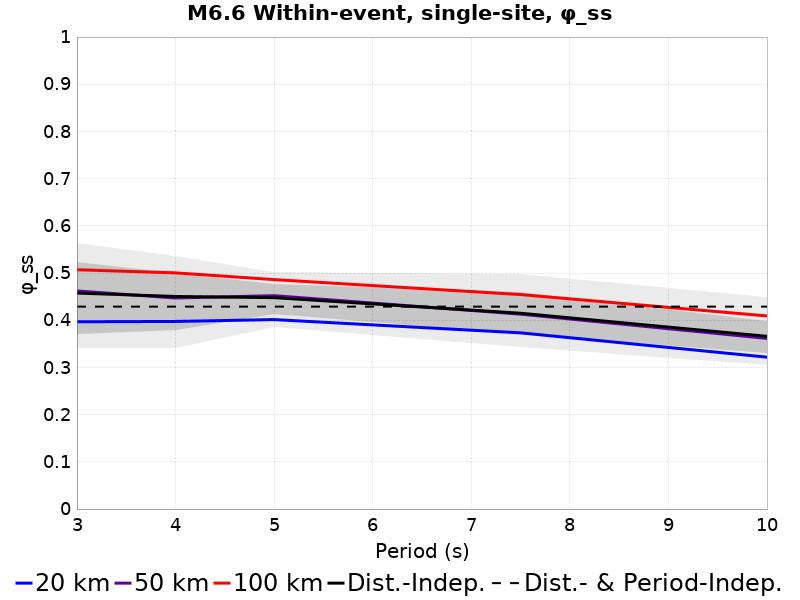 M6.6 Within-event, single-site, φ_ss
1
0.9
0.8
0.7
0.6
0.5
0.4
0.3
0.2
0.1
0
φ_ss
3 4 5 6 7 8 9 10
Period (s)
20 km 50 km 100 km Dist.-Indep. Dist.- & Period-Indep.